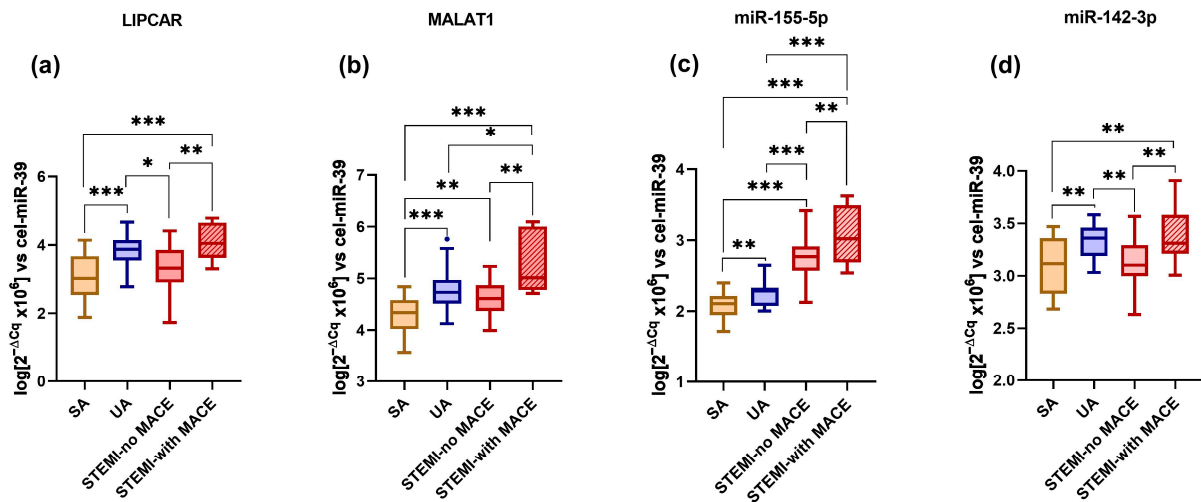 LIPCAR
(a)
log[2^−ΔCq x10^6] vs cel-miR-39
6
4
2
0
***
***
*
**
SA
UA
STEMI-no MACE
STEMI-with MACE
MALAT1
(b)
log[2^−ΔCq x10^6] vs cel-miR-39
7
6
5
4
3
***
*
**
**
***
SA
UA
STEMI-no MACE
STEMI-with MACE
miR-155-5p
(c)
log[2^−ΔCq x10^6] vs cel-miR-39
4
3
2
1
***
***
**
***
***
**
SA
UA
STEMI-no MACE
STEMI-with MACE
miR-142-3p
(d)
log[2^−ΔCq x10^6] vs cel-miR-39
4.0
3.5
3.0
2.5
2.0
**
**
**
**
SA
UA
STEMI-no MACE
STEMI-with MACE